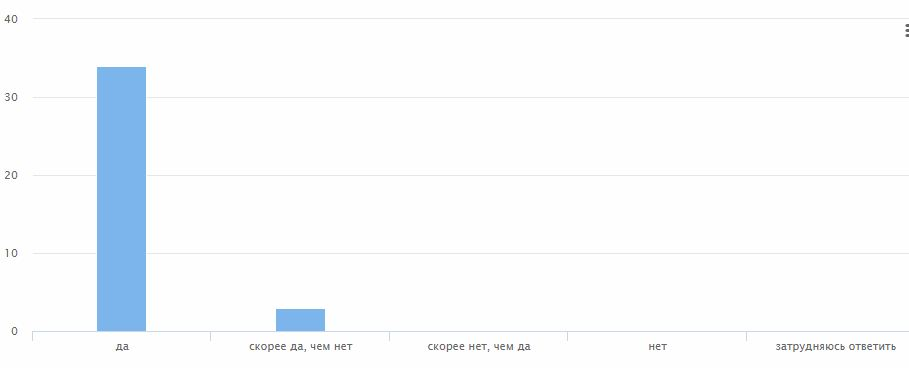 40
30
20
10
0
да
скорее да, чем нет
скорее нет, чем да
нет
затрудняюсь ответить